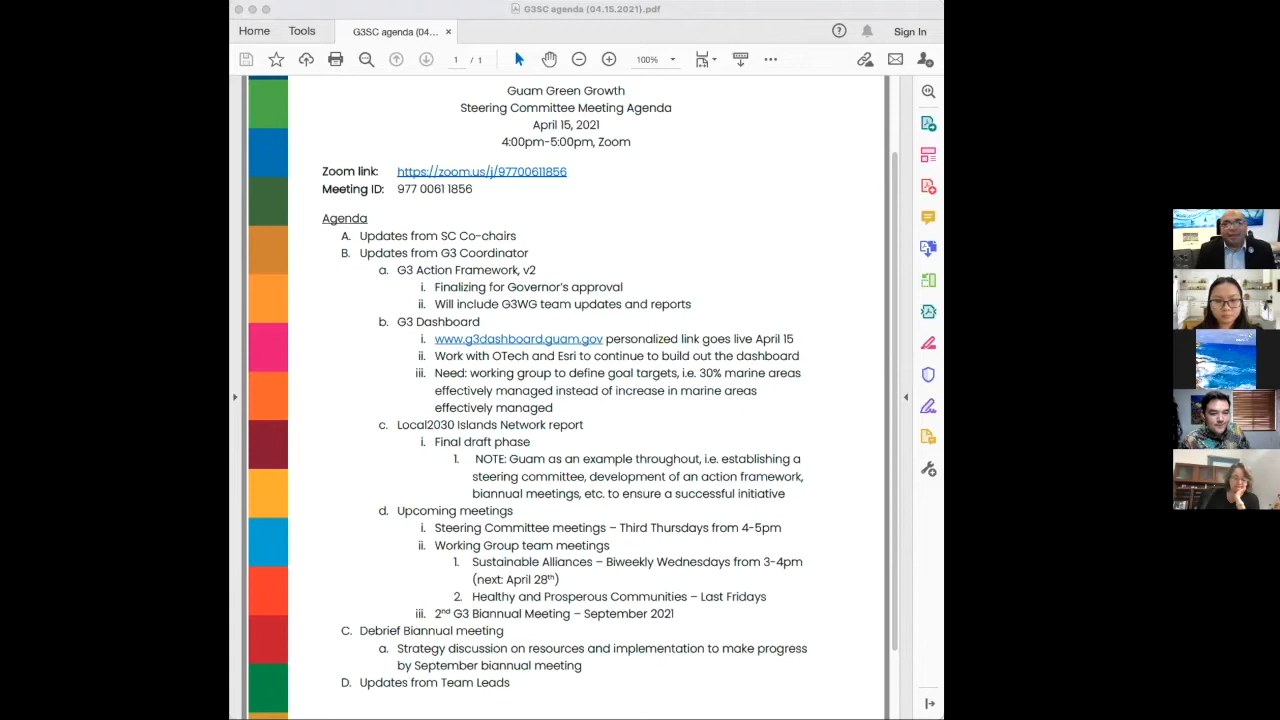 G3SC agenda (04.15.2021).pdf
Home Tools G3SC agenda (04... × Sign In
1 / 1 100%
Guam Green Growth
Steering Committee Meeting Agenda
April 15, 2021
4:00pm-5:00pm, Zoom
Zoom link: https://zoom.us/j/97700611856
Meeting ID: 977 0061 1856
Agenda
A. Updates from SC Co-chairs
B. Updates from G3 Coordinator
a. G3 Action Framework, v2
i. Finalizing for Governor's approval
ii. Will include G3WG team updates and reports
b. G3 Dashboard
i. www.g3dashboard.guam.gov personalized link goes live April 15
ii. Work with OTech and Esri to continue to build out the dashboard
iii. Need: working group to define goal targets, i.e. 30% marine areas
effectively managed instead of increase in marine areas
effectively managed
c. Local2030 Islands Network report
i. Final draft phase
1. NOTE: Guam as an example throughout, i.e. establishing a
steering committee, development of an action framework,
biannual meetings, etc. to ensure a successful initiative
d. Upcoming meetings
i. Steering Committee meetings – Third Thursdays from 4-5pm
ii. Working Group team meetings
1. Sustainable Alliances – Biweekly Wednesdays from 3-4pm
(next: April 28th)
2. Healthy and Prosperous Communities – Last Fridays
iii. 2nd G3 Biannual Meeting – September 2021
C. Debrief Biannual meeting
a. Strategy discussion on resources and implementation to make progress
by September biannual meeting
D. Updates from Team Leads